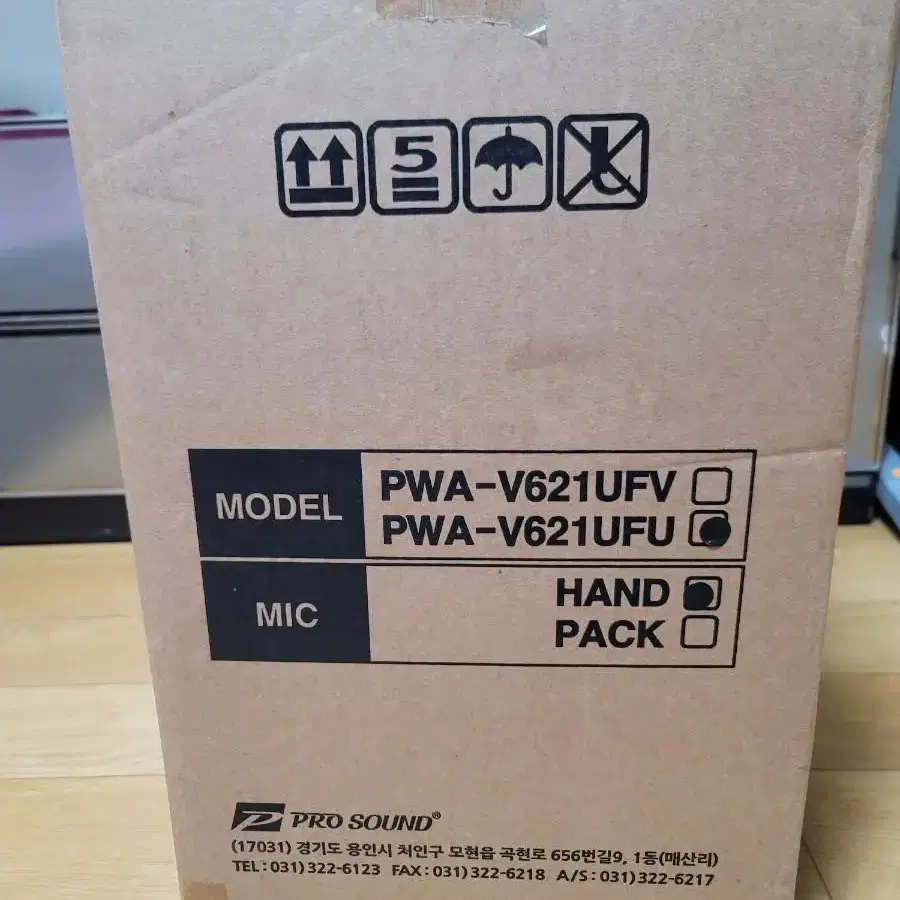 5
MODEL
PWA-V621UFV
PWA-V621UFU
MIC
HAND
PACK
PRO SOUND®
(17031) 경기도 용인시 처인구 모현읍 곡현로 656번길9, 1동(매산리)
TEL:031)322-6123 FAX:031)322-6218 A/S:031)322-6217